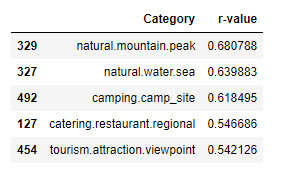 Category r-value
329 natural.mountain.peak 0.680788
327 natural.water.sea 0.639883
492 camping.camp_site 0.618495
127 catering.restaurant.regional 0.546686
454 tourism.attraction.viewpoint 0.542126